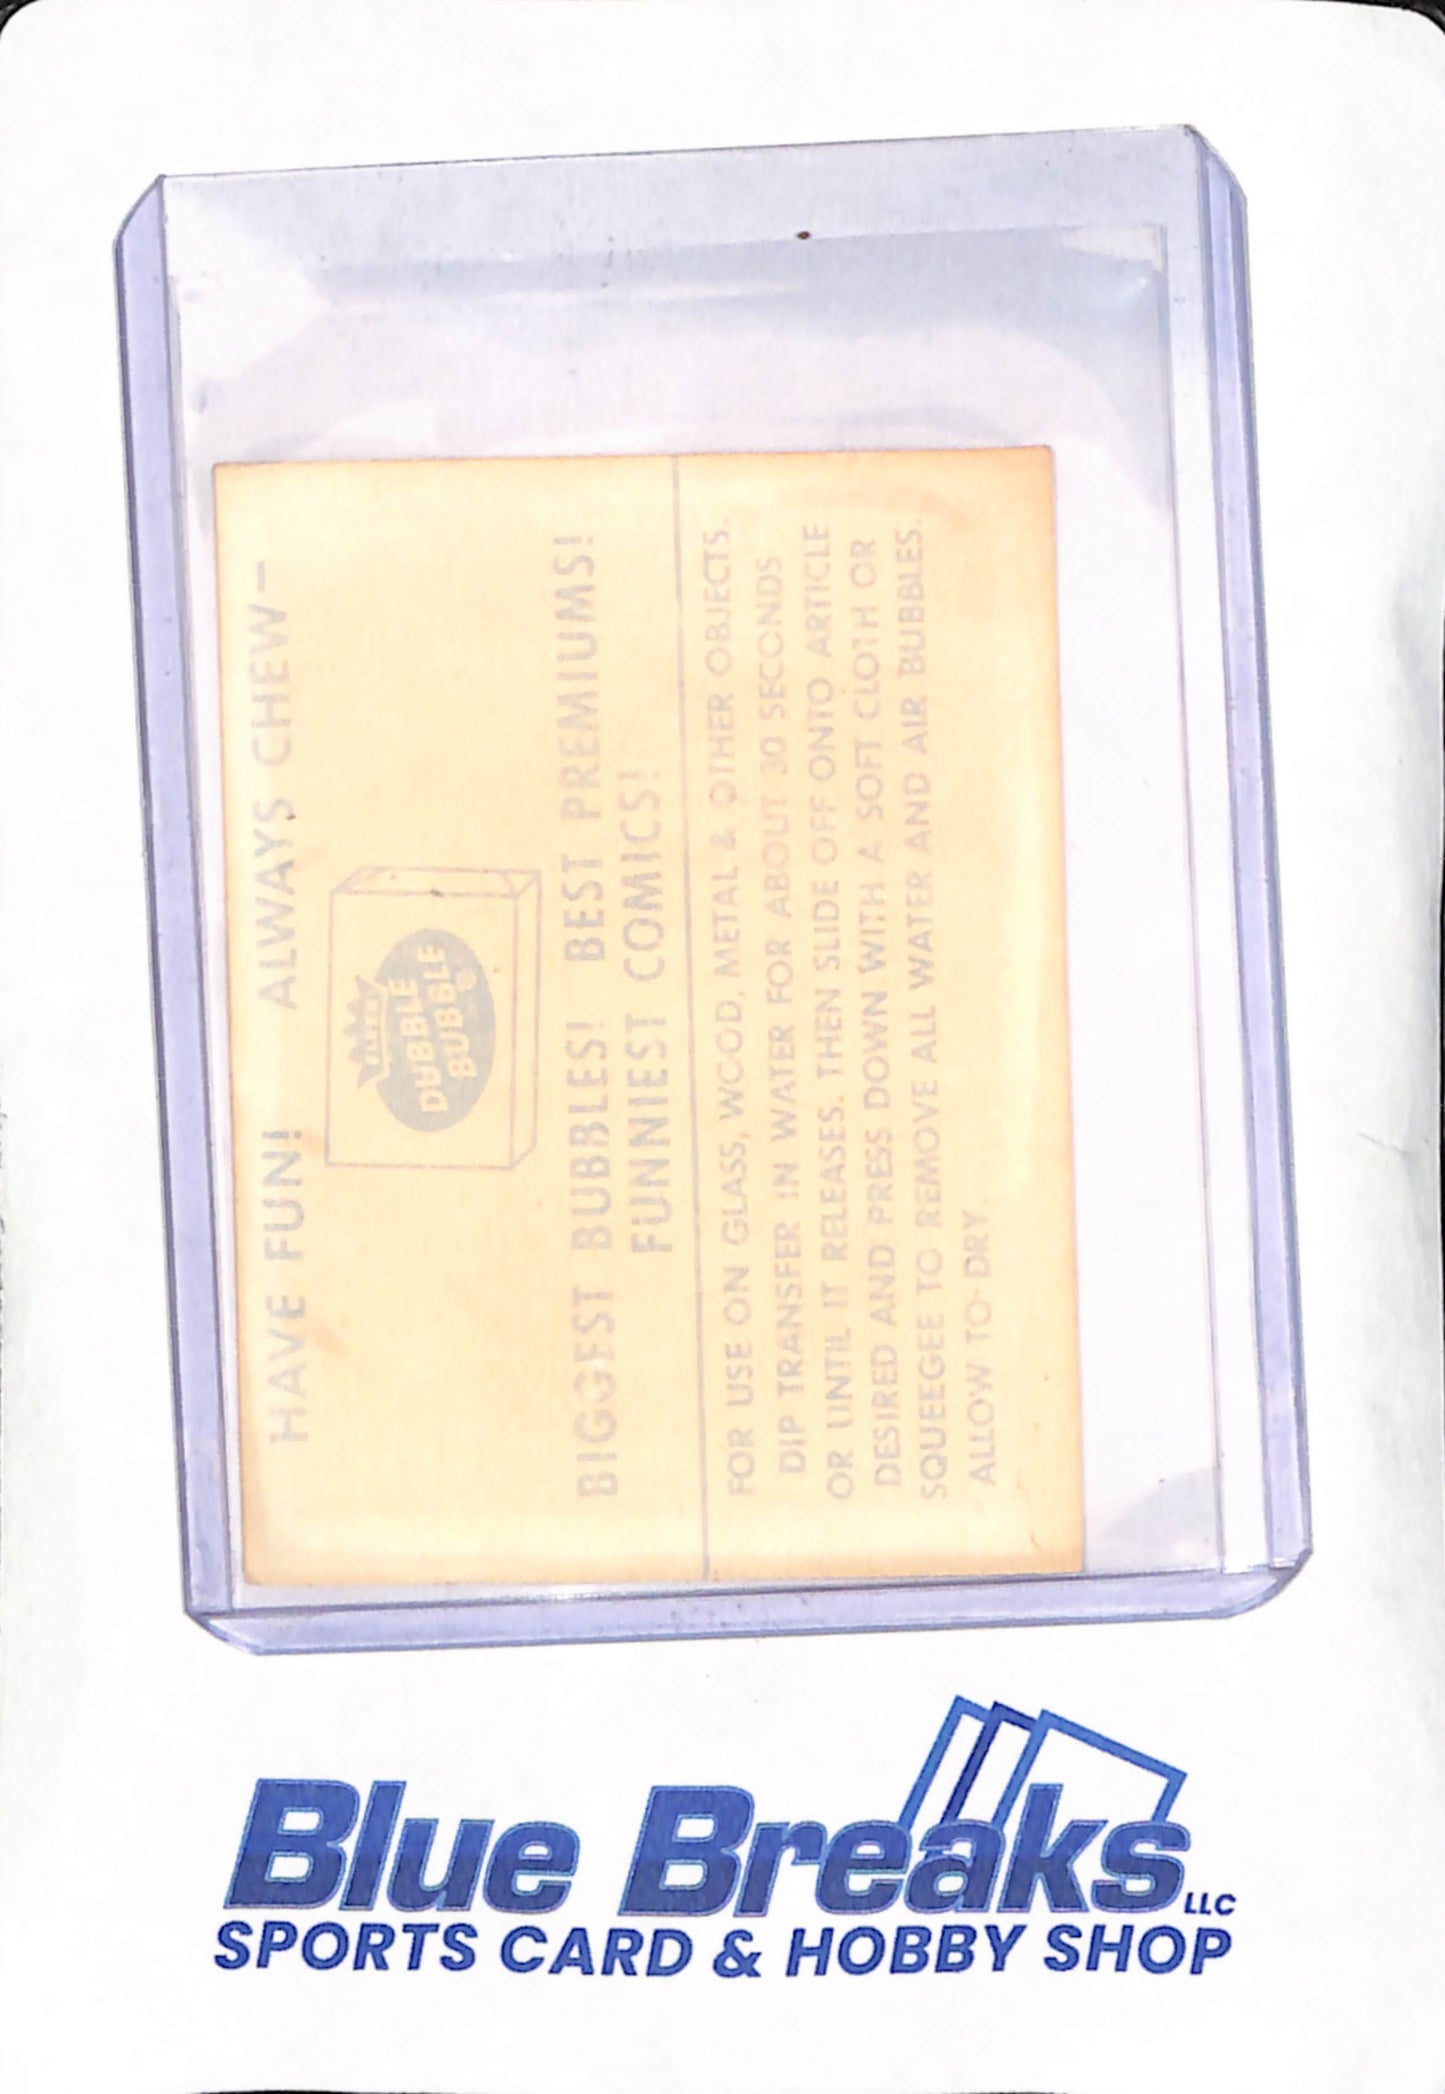 HAVE FUN! ALWAYS CHEW-
FLEER
DUBBLE
BUBBLE
BIGGEST BUBBLES! BEST PREMIUMS!
FUNNIEST COMICS!
FOR USE ON GLASS, WOOD, METAL & OTHER OBJECTS.
DIP TRANSFER IN WATER FOR ABOUT 30 SECONDS
OR UNTIL IT RELEASES. THEN SLIDE OFF ONTO ARTICLE
DESIRED AND PRESS DOWN WITH A SOFT CLOTH OR
SQUEEGEE TO REMOVE ALL WATER AND AIR BUBBLES.
ALLOW TO DRY.
Blue Breaks LLC
SPORTS CARD & HOBBY SHOP